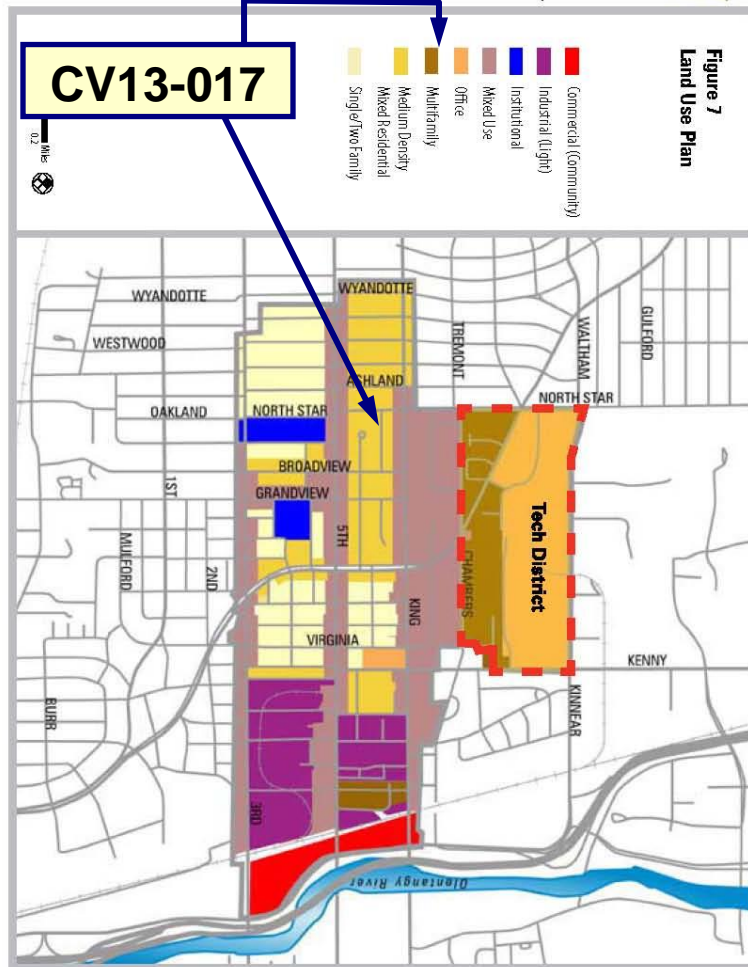 CV13-017
Figure 7
Land Use Plan
Commercial (Community)
Industrial (Light)
Institutional
Mixed Use
Office
Multifamily
Medium Density
Mixed Residential
Single/Two Family
Miles
0.2
WYANDOTTE
WYANDOTTE
WESTWOOD
TREMONT
WALTHAM
GULFORD
ASHLAND
NORTH STAR
OAKLAND
NORTH STAR
BROADVIEW
GRANDVIEW
1ST
5TH
Tech District
MULFORD
2ND
CHAMBERS
KING
VIRGINIA
KENNY
BURR
KINNEAR
3RD
Olentangy River